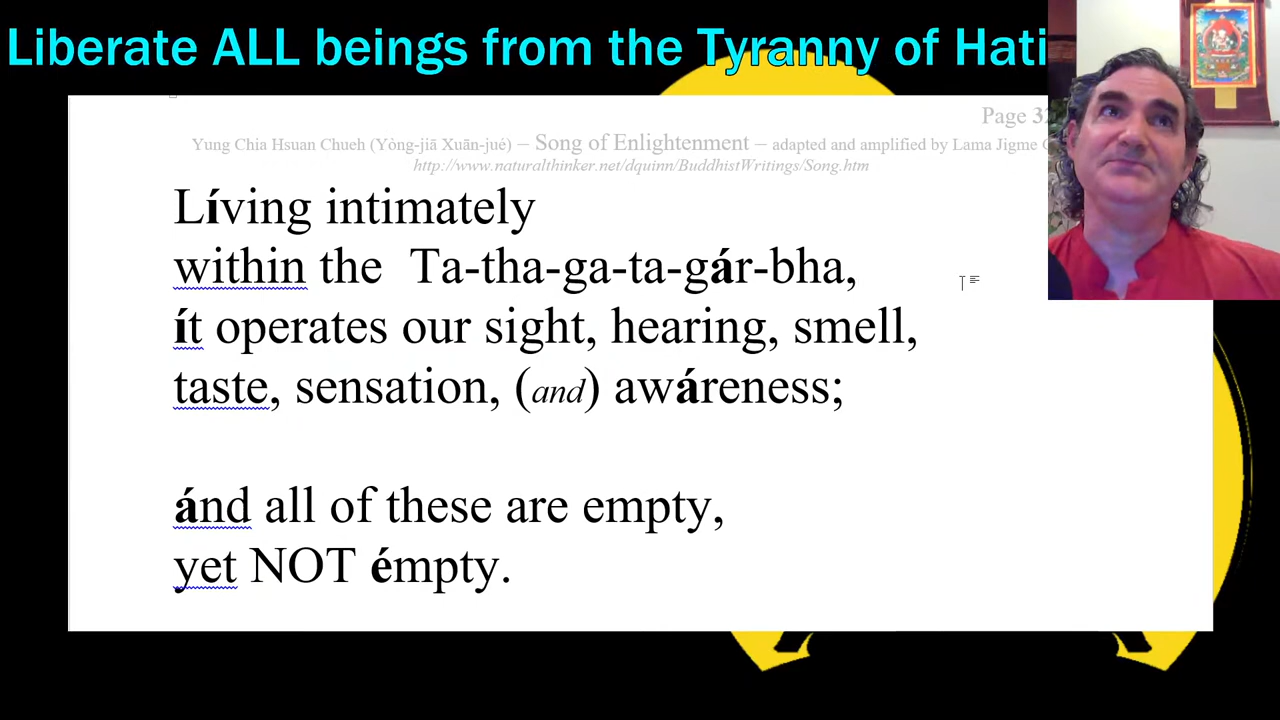 Liberate ALL beings from the Tyranny of Hati
Page 32
Yung Chia Hsuan Chueh (Yòng-jiā Xuān-jué) – Song of Enlightenment – adapted and amplified by Lama Jigme
http://www.naturalthinker.net/dquinn/BuddhistWritings/Song.htm
Líving intimately
within the Ta-tha-ga-ta-gár-bha,
ít operates our sight, hearing, smell,
taste, sensation, (and) awáreness;
ánd all of these are empty,
yet NOT émpty.